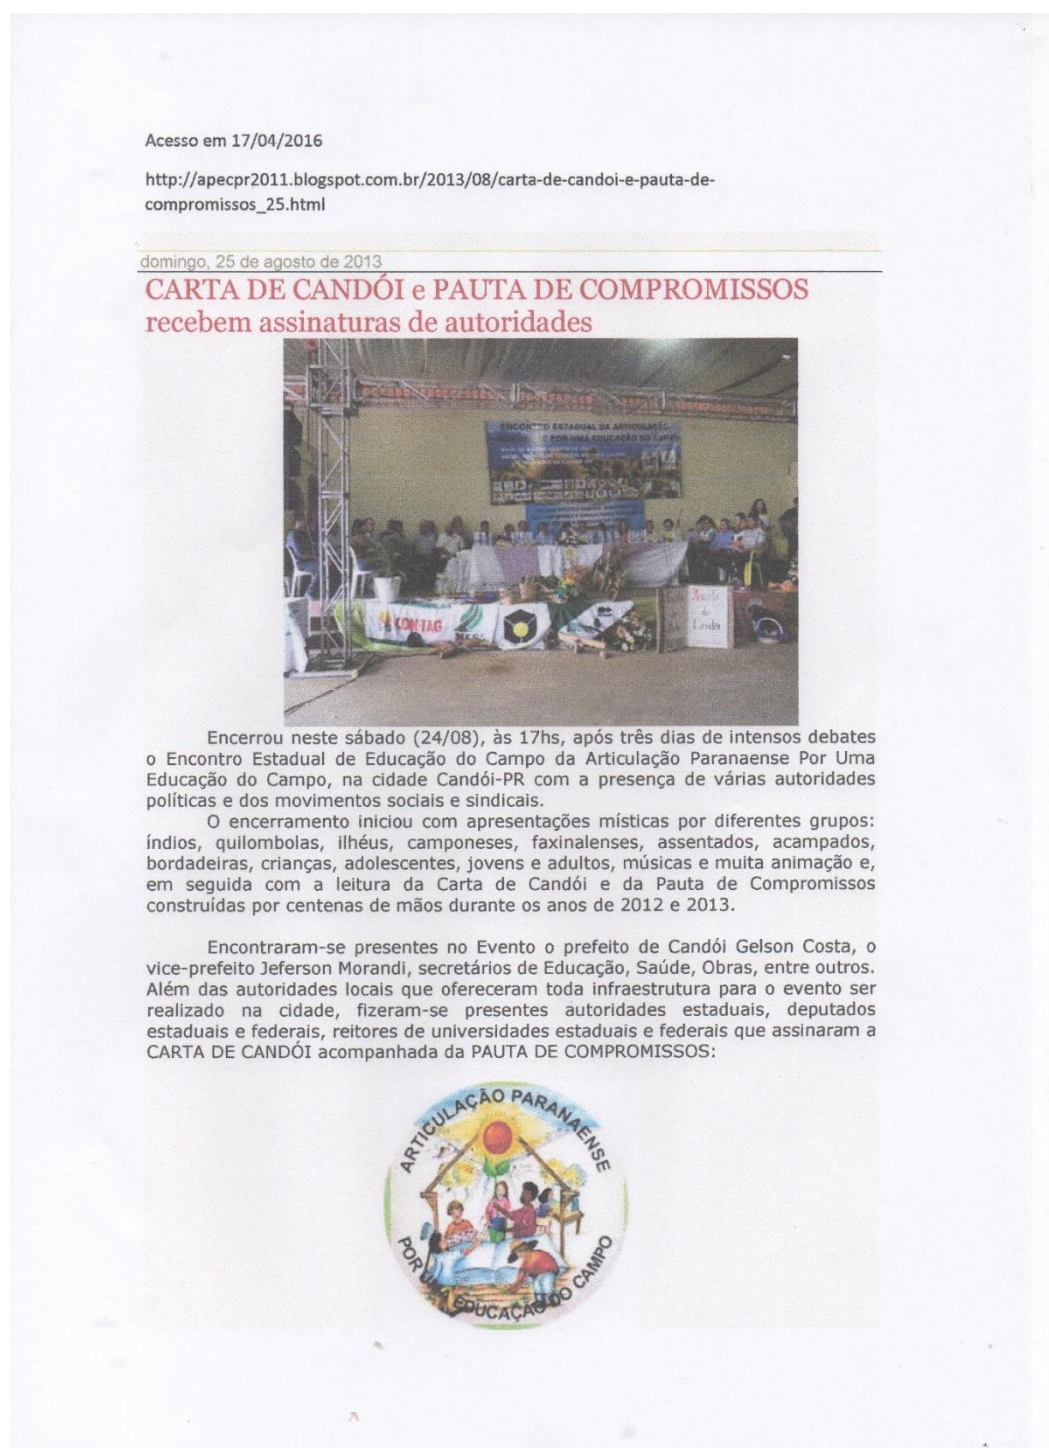 Acesso em 17/04/2016
http://apecpr2011.blogspot.com.br/2013/08/carta-de-candoi-e-pauta-de-
compromissos_25.html
domingo, 25 de agosto de 2013
CARTA DE CANDÓI e PAUTA DE COMPROMISSOS
recebem assinaturas de autoridades
ENCONTRO ESTADUAL DA ARTICULAÇÃO
POR UMA EDUCAÇÃO DO CAMPO
CONTAG
Encerrou neste sábado (24/08), às 17hs, após três dias de intensos debates
o Encontro Estadual de Educação do Campo da Articulação Paranaense Por Uma
Educação do Campo, na cidade Candói-PR com a presença de várias autoridades
políticas e dos movimentos sociais e sindicais.
O encerramento iniciou com apresentações místicas por diferentes grupos:
índios, quilombolas, ilhéus, camponeses, faxinalenses, assentados, acampados,
bordadeiras, crianças, adolescentes, jovens e adultos, músicas e muita animação e,
em seguida com a leitura da Carta de Candói e da Pauta de Compromissos
construídas por centenas de mãos durante os anos de 2012 e 2013.
Encontraram-se presentes no Evento o prefeito de Candói Gelson Costa, o
vice-prefeito Jeferson Morandi, secretários de Educação, Saúde, Obras, entre outros.
Além das autoridades locais que ofereceram toda infraestrutura para o evento ser
realizado na cidade, fizeram-se presentes autoridades estaduais, deputados
estaduais e federais, reitores de universidades estaduais e federais que assinaram a
CARTA DE CANDÓI acompanhada da PAUTA DE COMPROMISSOS:
ARTICULAÇÃO PARANAENSE
POR UMA EDUCAÇÃO DO CAMPO